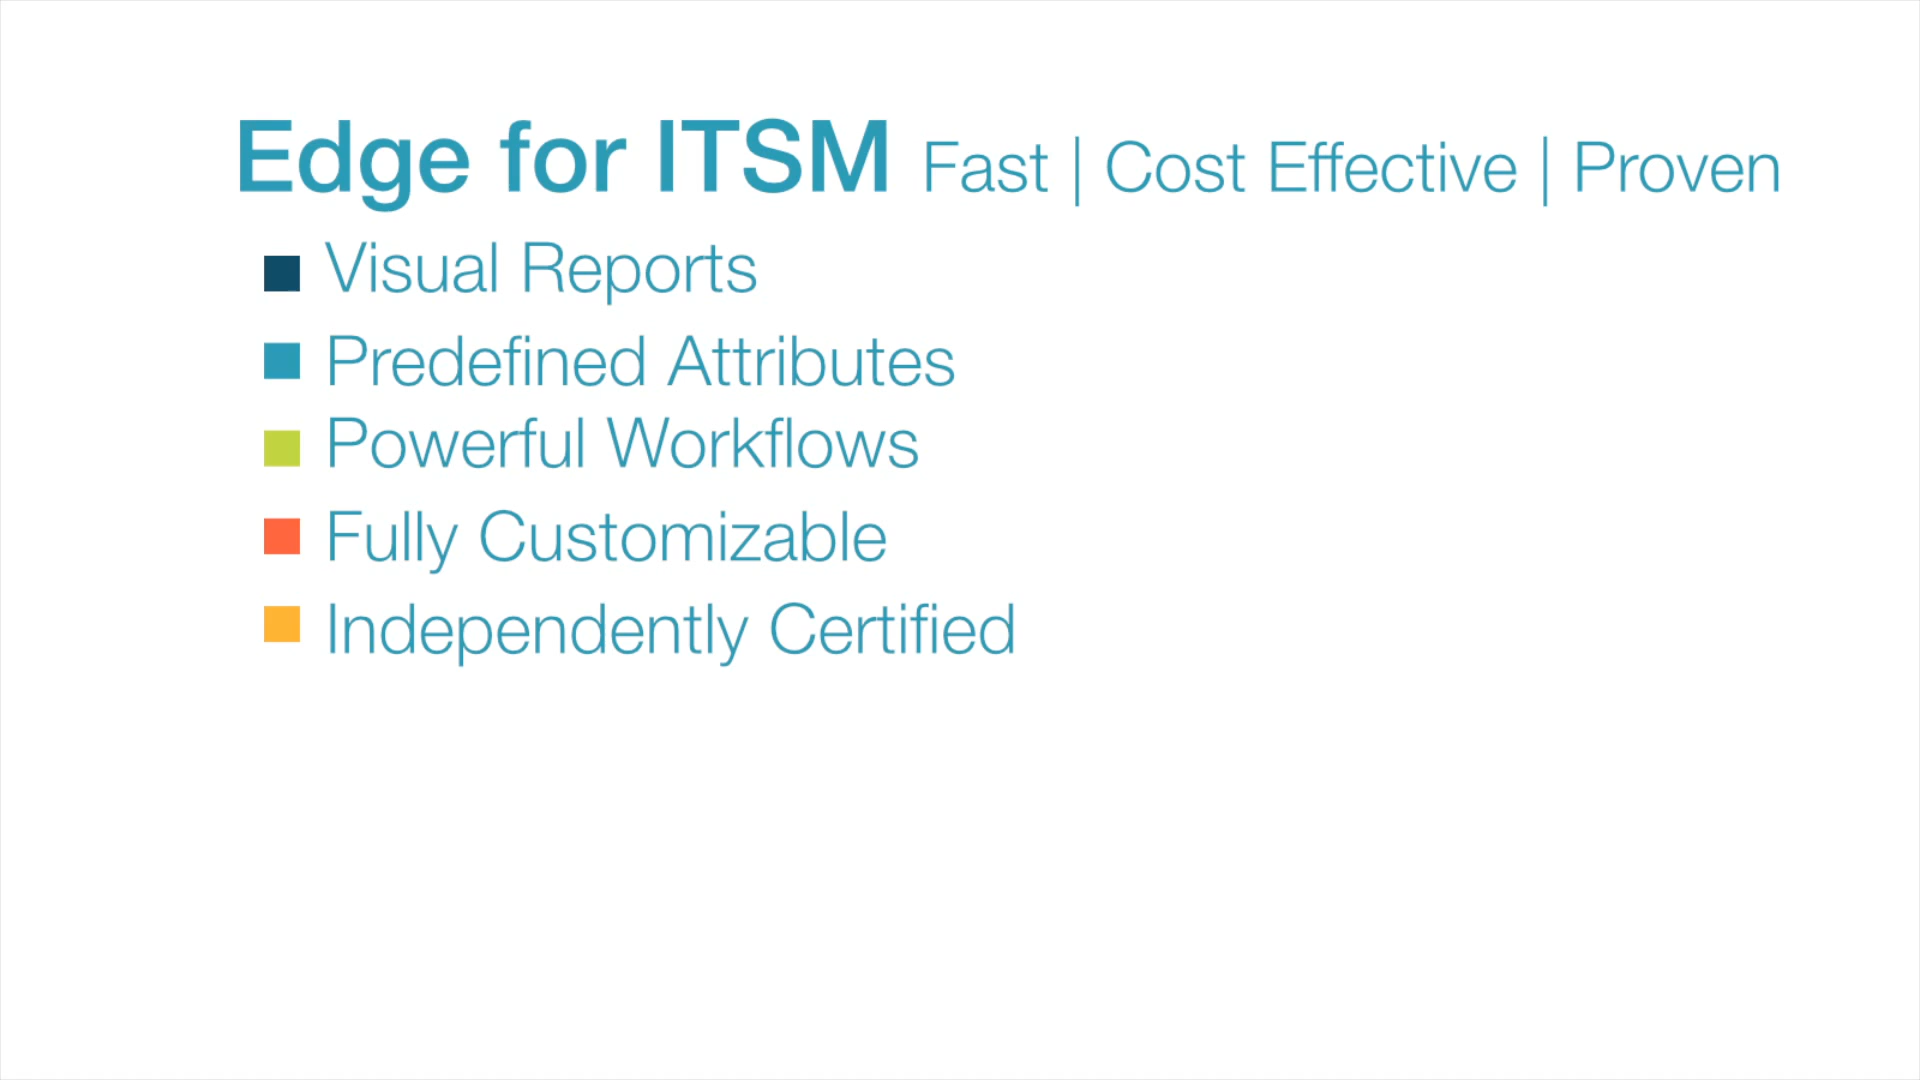 Edge for ITSM Fast | Cost Effective | Proven
Visual Reports
Predefined Attributes
Powerful Workflows
Fully Customizable
Independently Certified